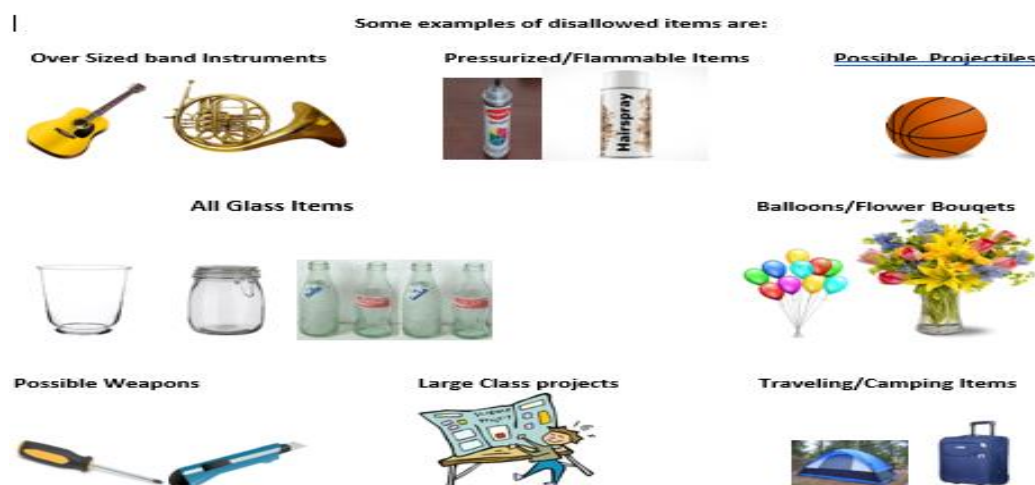 Some examples of disallowed items are:
Over Sized band Instruments
Pressurized/Flammable Items
Possible Projectiles
Hairspray
All Glass Items
Balloons/Flower Bouqets
Possible Weapons
Large Class projects
Traveling/Camping Items